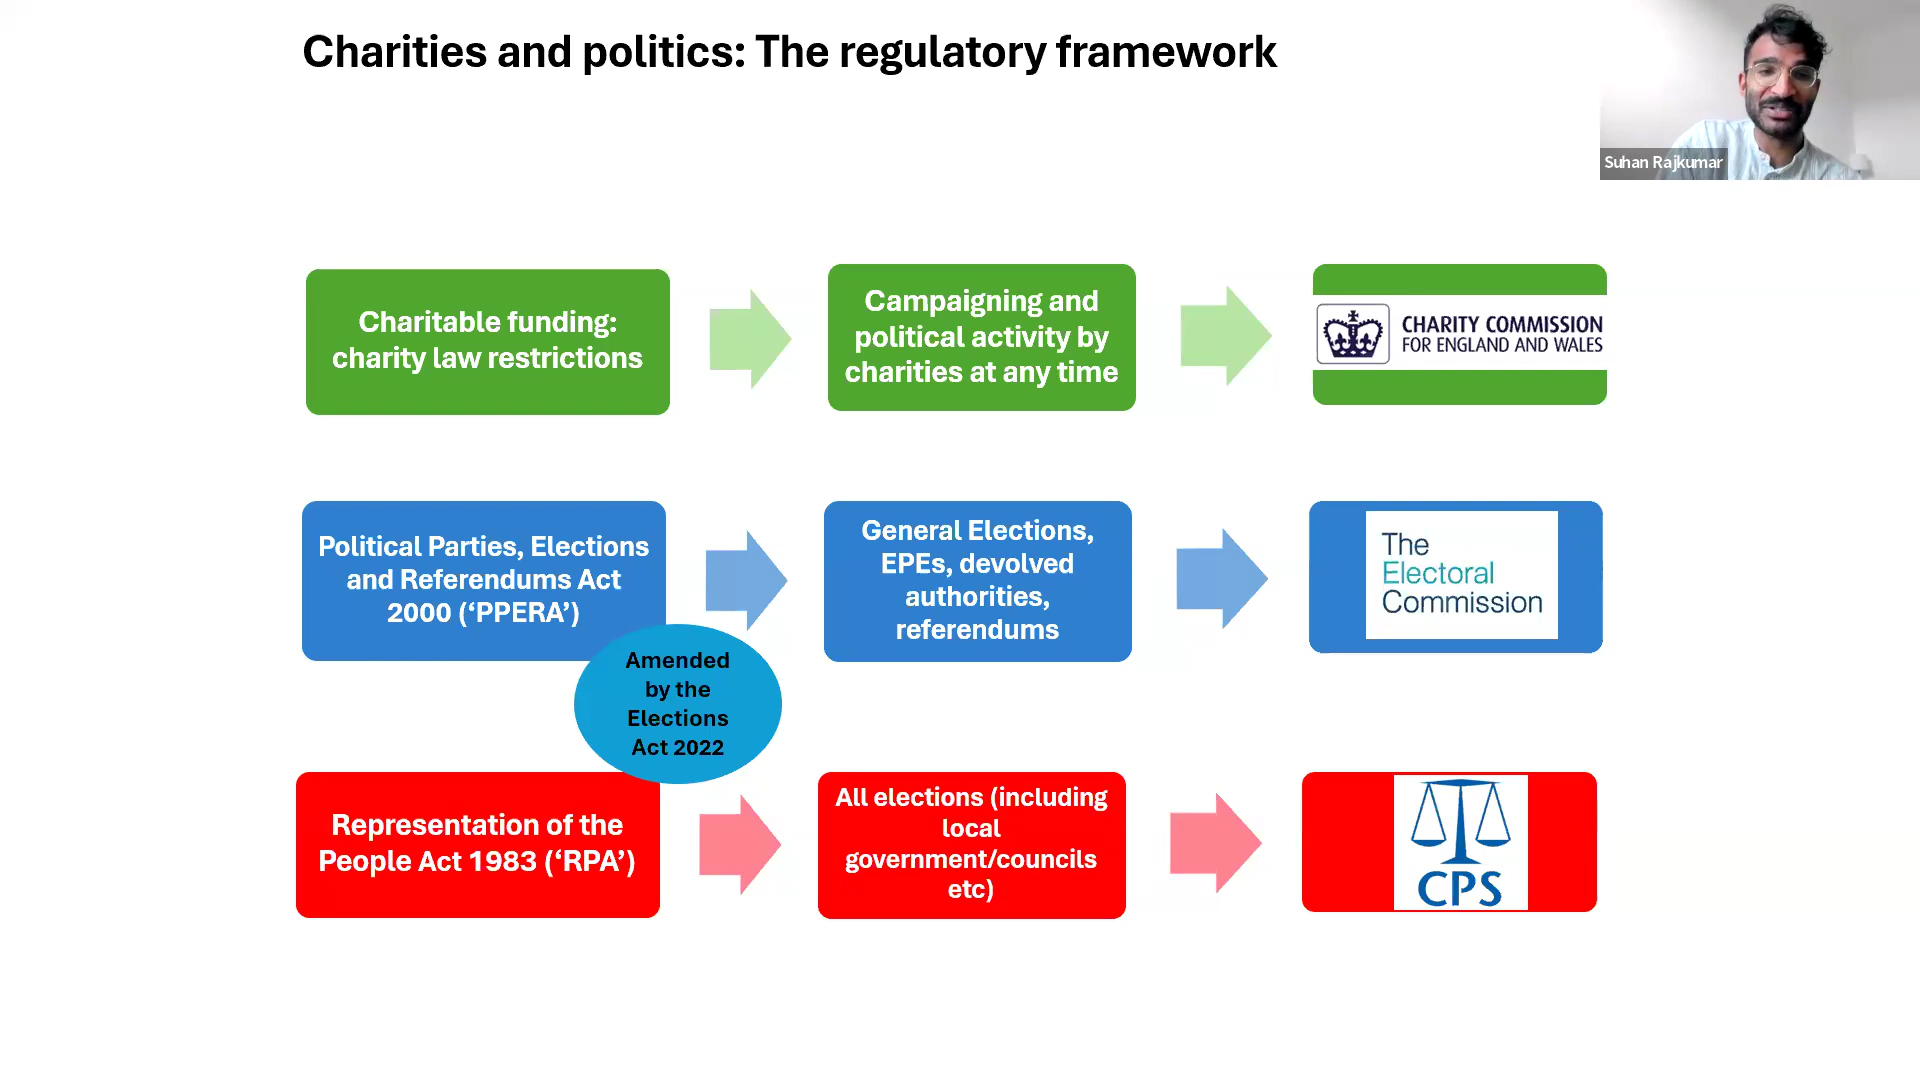 Charities and politics: The regulatory framework
Suhan Rajkumar
Charitable funding:
charity law restrictions
Campaigning and
political activity by
charities at any time
CHARITY COMMISSION
FOR ENGLAND AND WALES
Political Parties, Elections
and Referendums Act
2000 (‘PPERA’)
General Elections,
EPEs, devolved
authorities,
referendums
The
Electoral
Commission
Amended
by the
Elections
Act 2022
Representation of the
People Act 1983 (‘RPA’)
All elections (including
local
government/councils
etc)
CPS